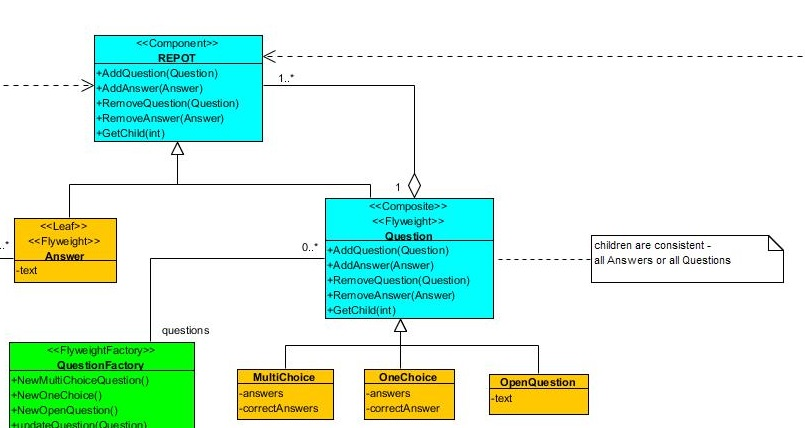 <<Component>>
REPOT
+AddQuestion(Question)
+AddAnswer(Answer)
+RemoveQuestion(Question)
+RemoveAnswer(Answer)
+GetChild(int)
1..*
1
<<Leaf>>
<<Flyweight>>
Answer
-text
..*
<<Composite>>
<<Flyweight>>
Question
+AddQuestion(Question)
+AddAnswer(Answer)
+RemoveQuestion(Question)
+RemoveAnswer(Answer)
+GetChild(int)
0..*
children are consistent -
all Answers or all Questions
questions
<<FlyweightFactory>>
QuestionFactory
+NewMultiChoiceQuestion()
+NewOneChoice()
+NewOpenQuestion()
+updateQuestion(Question)
MultiChoice
-answers
-correctAnswers
OneChoice
-answers
-correctAnswer
OpenQuestion
-text